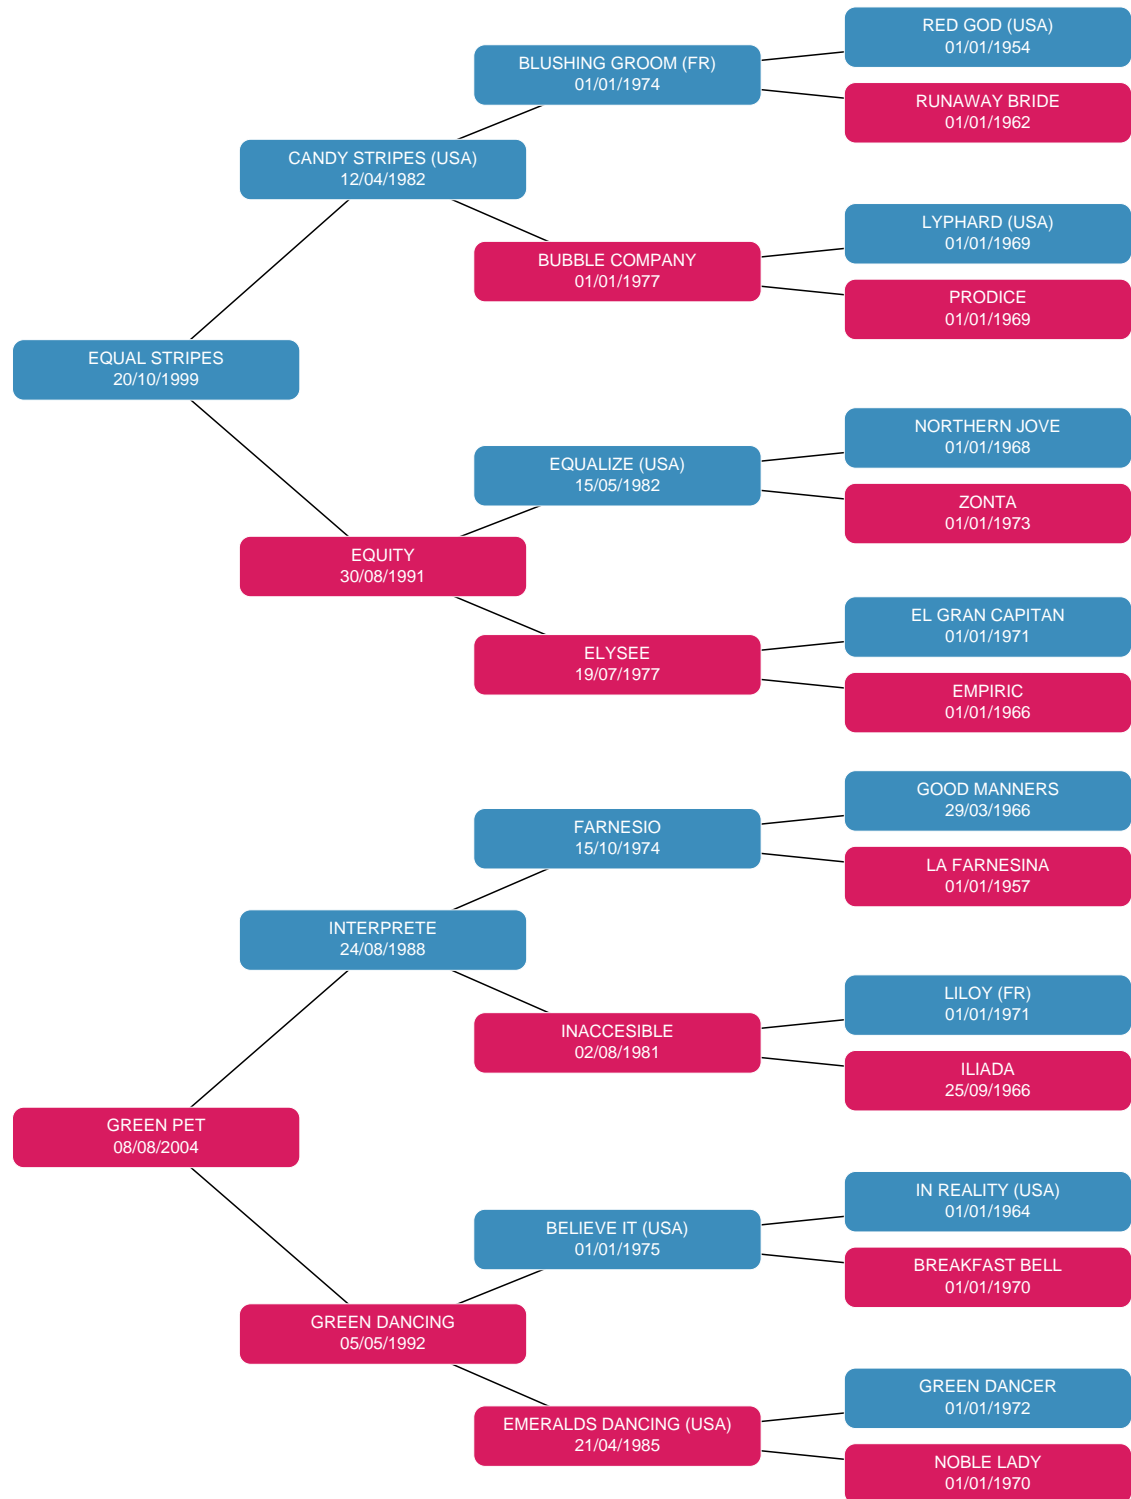 RED GOD (USA)
01/01/1954
BLUSHING GROOM (FR)
01/01/1974
RUNAWAY BRIDE
01/01/1962
CANDY STRIPES (USA)
12/04/1982
LYPHARD (USA)
01/01/1969
BUBBLE COMPANY
01/01/1977
PRODICE
01/01/1969
EQUAL STRIPES
20/10/1999
NORTHERN JOVE
01/01/1968
EQUALIZE (USA)
15/05/1982
ZONTA
01/01/1973
EQUITY
30/08/1991
EL GRAN CAPITAN
01/01/1971
ELYSEE
19/07/1977
EMPIRIC
01/01/1966
GOOD MANNERS
29/03/1966
FARNESIO
15/10/1974
LA FARNESINA
01/01/1957
INTERPRETE
24/08/1988
LILOY (FR)
01/01/1971
INACCESIBLE
02/08/1981
ILIADA
25/09/1966
GREEN PET
08/08/2004
IN REALITY (USA)
01/01/1964
BELIEVE IT (USA)
01/01/1975
BREAKFAST BELL
01/01/1970
GREEN DANCING
05/05/1992
GREEN DANCER
01/01/1972
EMERALDS DANCING (USA)
21/04/1985
NOBLE LADY
01/01/1970